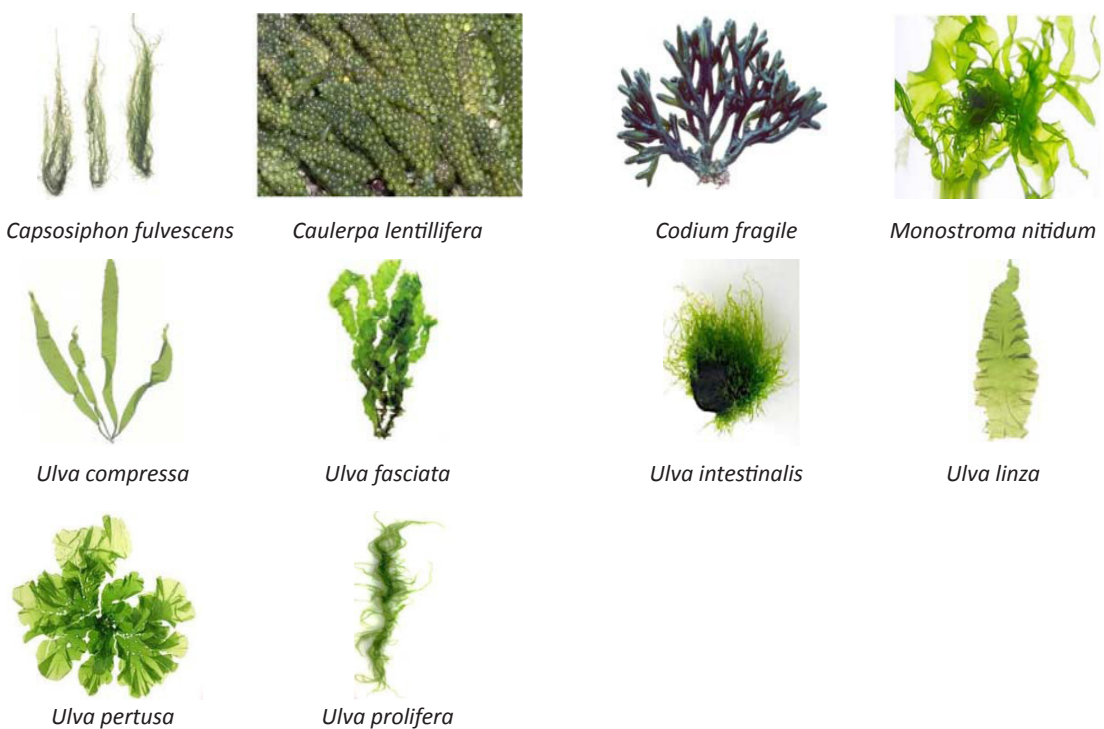 Capsosiphon fulvescens
Caulerpa lentillifera
Codium fragile
Monostroma nitidum
Ulva compressa
Ulva fasciata
Ulva intestinalis
Ulva linza
Ulva pertusa
Ulva prolifera